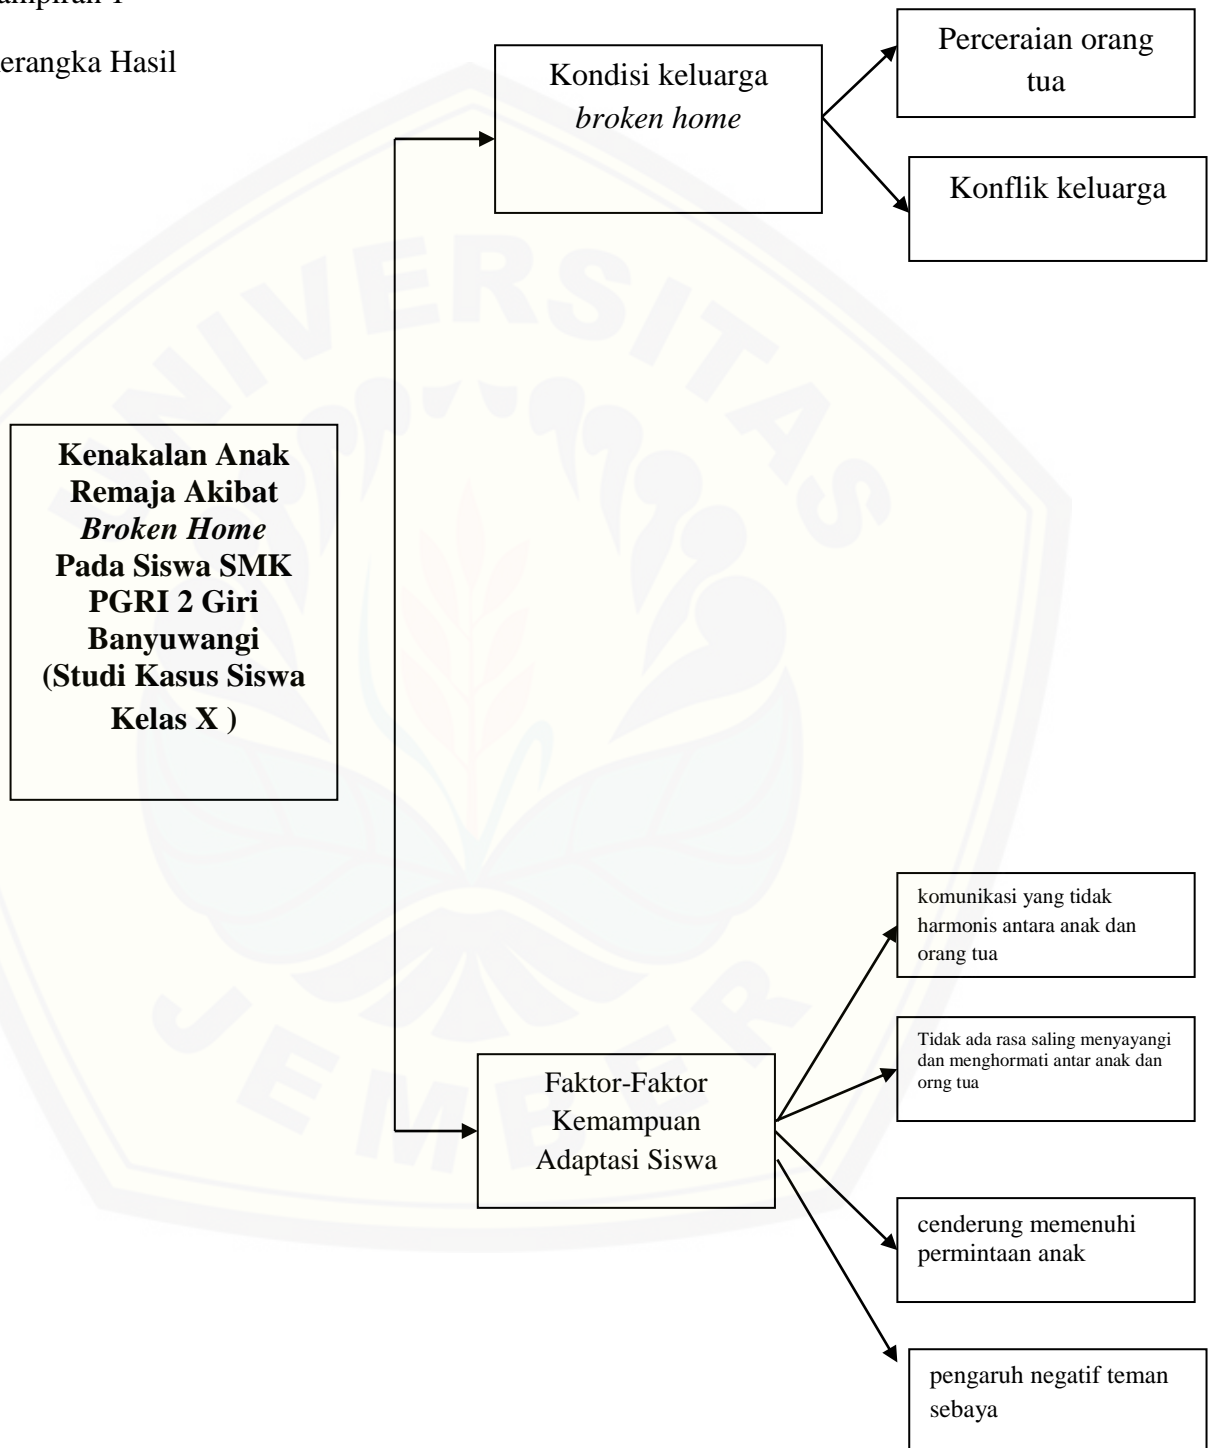 ampiran 1
erangka Hasil
Perceraian orang
tua
Kondisi keluarga
broken home
Konflik keluarga
Kenakalan Anak
Remaja Akibat
Broken Home
Pada Siswa SMK
PGRI 2 Giri
Banyuwangi
(Studi Kasus Siswa
Kelas X )
komunikasi yang tidak
harmonis antara anak dan
orang tua
Tidak ada rasa saling menyayangi
dan menghormati antar anak dan
orng tua
Faktor-Faktor
Kemampuan
Adaptasi Siswa
cenderung memenuhi
permintaan anak
pengaruh negatif teman
sebaya
UNIVERSITAS
JEMBER